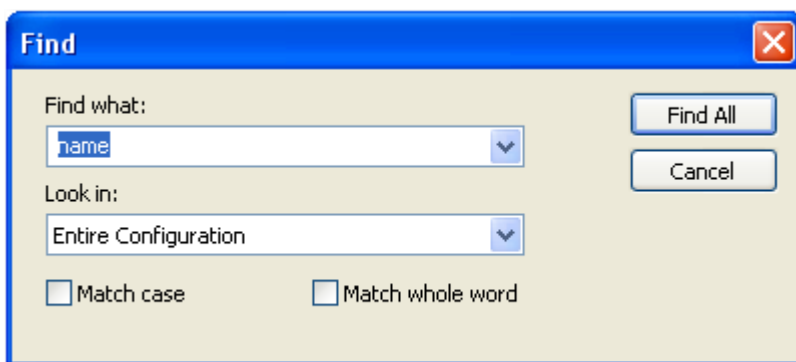 Find
Find what:
name
Find All
Cancel
Look in:
Entire Configuration
Match case
Match whole word